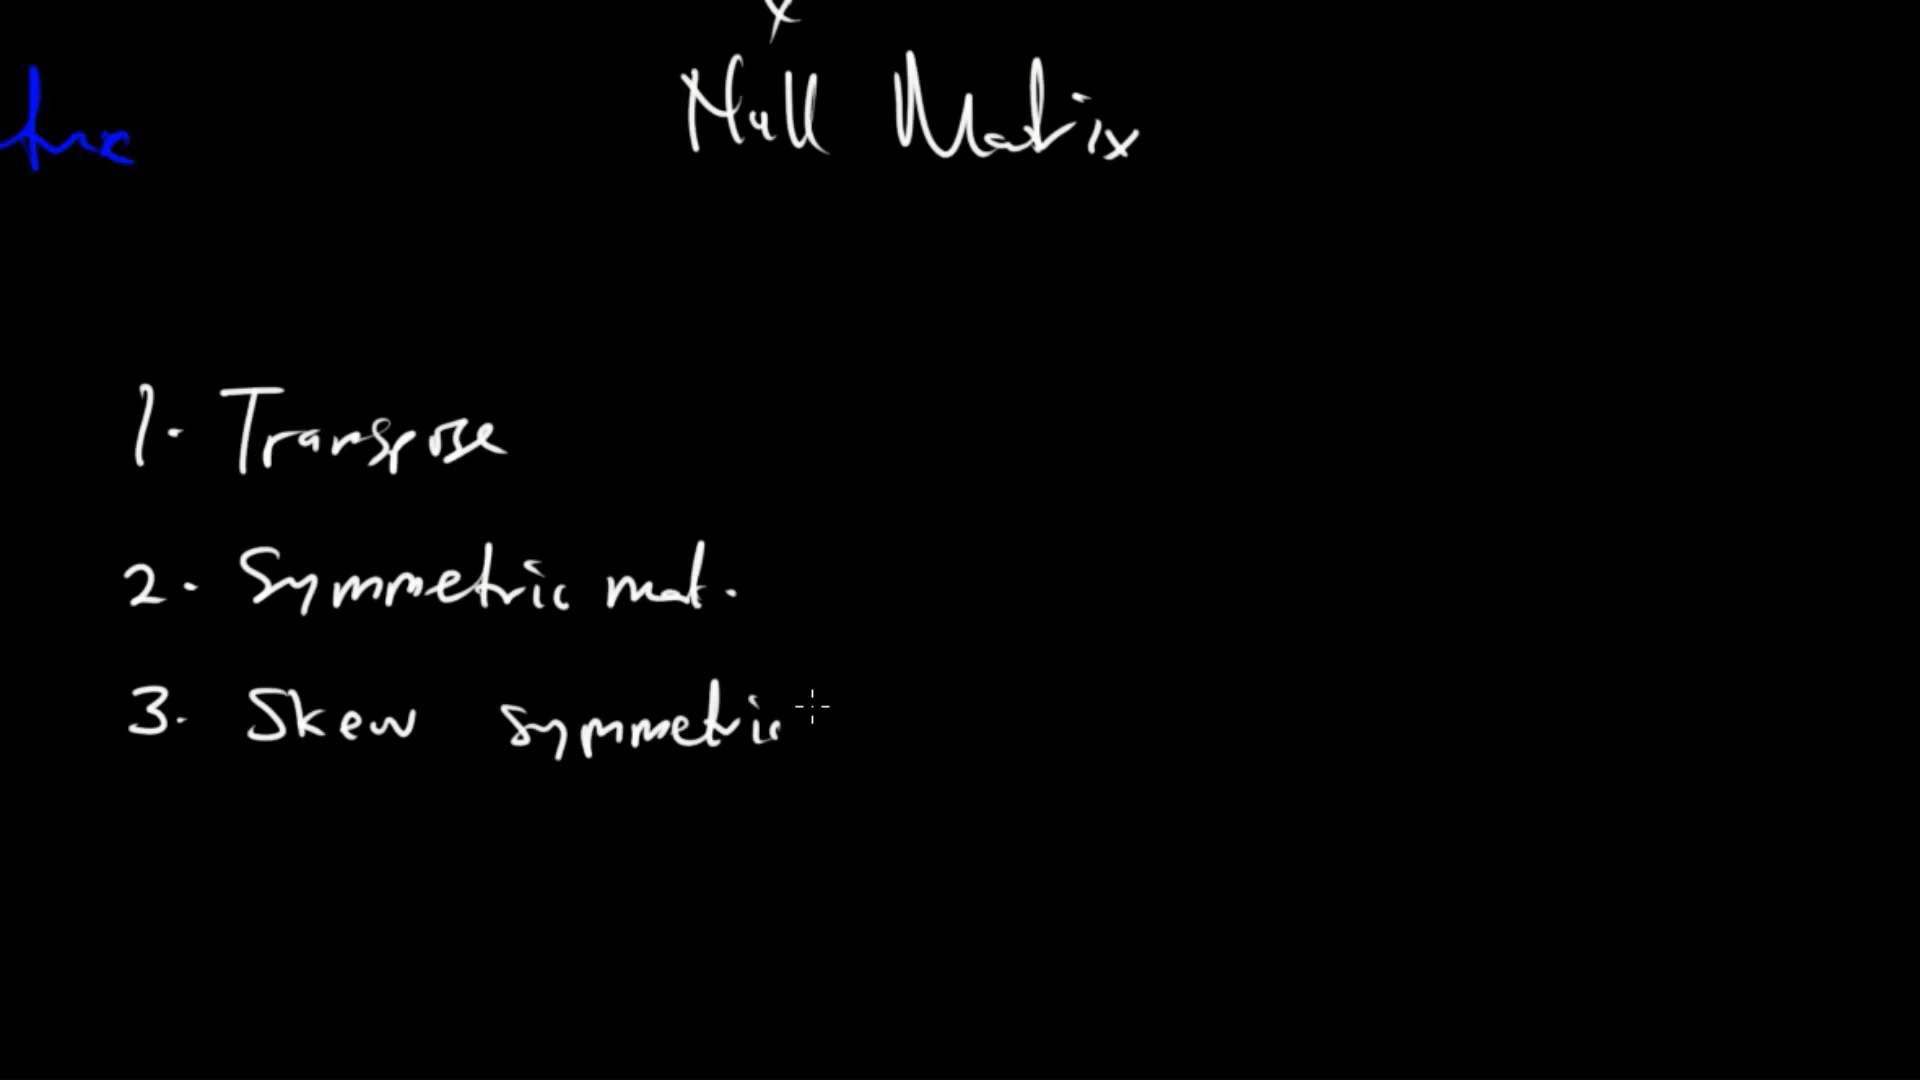 Null Matrix
1. Transpose
2. Symmetric mat.
3. Skew symmetric